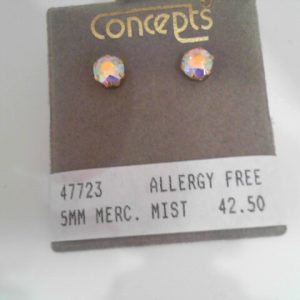 concepts
47723 ALLERGY FREE
5MM MERC. MIST 42.50